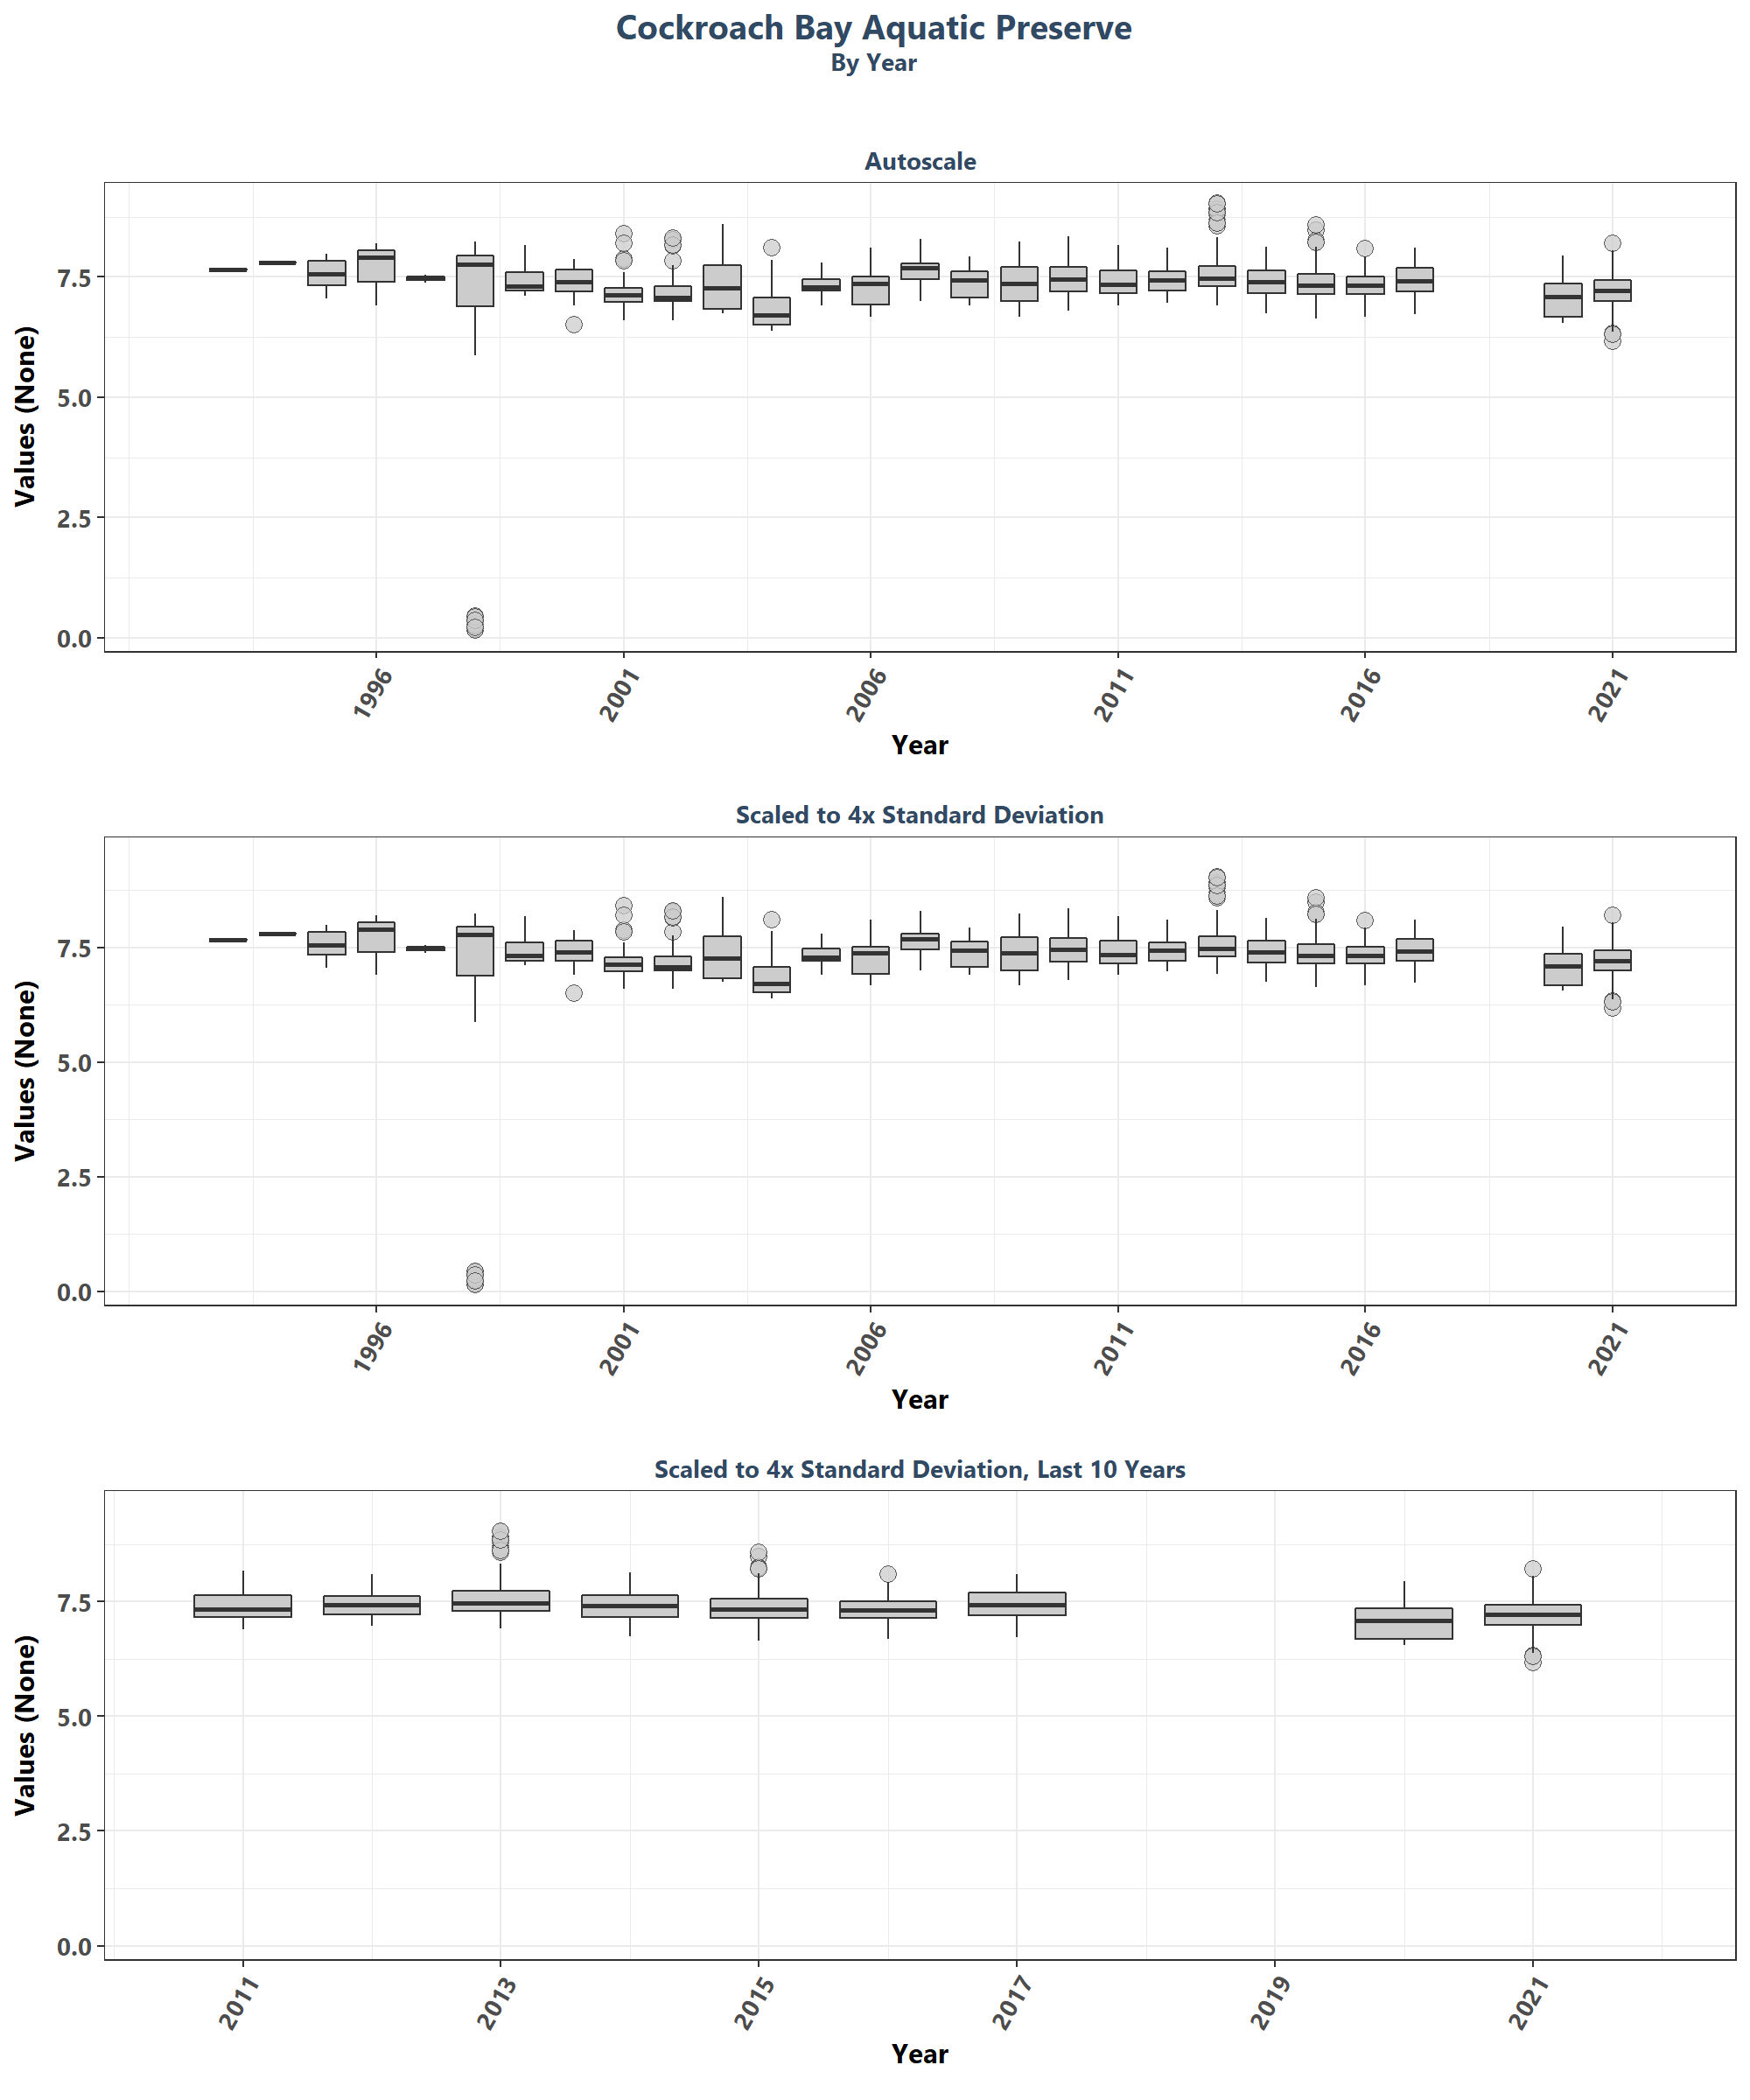 Cockroach Bay Aquatic Preserve
By Year
Autoscale
Values (None)
7.5
5.0
2.5
0.0
1996
2001
2006
2011
2016
2021
Year
Scaled to 4x Standard Deviation
Values (None)
7.5
5.0
2.5
0.0
1996
2001
2006
2011
2016
2021
Year
Scaled to 4x Standard Deviation, Last 10 Years
Values (None)
7.5
5.0
2.5
0.0
2011
2013
2015
2017
2019
2021
Year